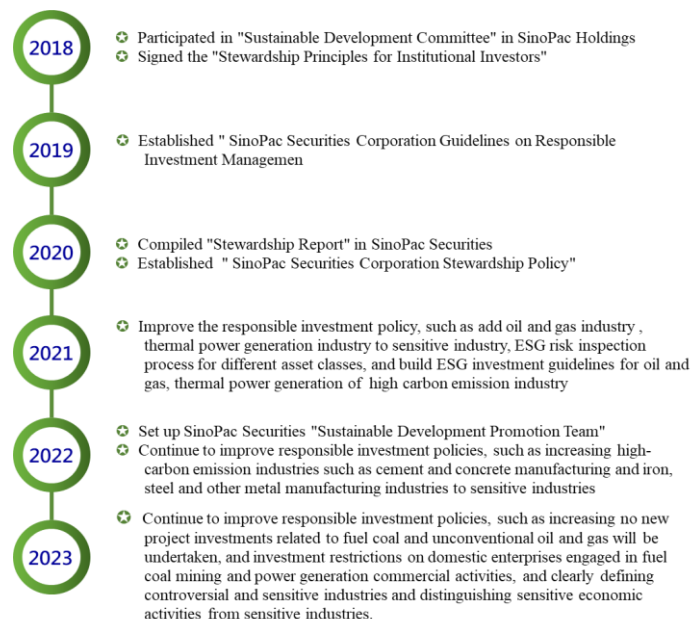 2018
Participated in "Sustainable Development Committee" in SinoPac Holdings
Signed the "Stewardship Principles for Institutional Investors"
2019
Established " SinoPac Securities Corporation Guidelines on Responsible
Investment Managemen
2020
Compiled "Stewardship Report" in SinoPac Securities
Established " SinoPac Securities Corporation Stewardship Policy"
2021
Improve the responsible investment policy, such as add oil and gas industry ,
thermal power generation industry to sensitive industry, ESG risk inspection
process for different asset classes, and build ESG investment guidelines for oil and
gas, thermal power generation of high carbon emission industry
2022
Set up SinoPac Securities "Sustainable Development Promotion Team"
Continue to improve responsible investment policies, such as increasing high-
carbon emission industries such as cement and concrete manufacturing and iron,
steel and other metal manufacturing industries to sensitive industries
2023
Continue to improve responsible investment policies, such as increasing no new
project investments related to fuel coal and unconventional oil and gas will be
undertaken, and investment restrictions on domestic enterprises engaged in fuel
coal mining and power generation commercial activities, and clearly defining
controversial and sensitive industries and distinguishing sensitive economic
activities from sensitive industries.